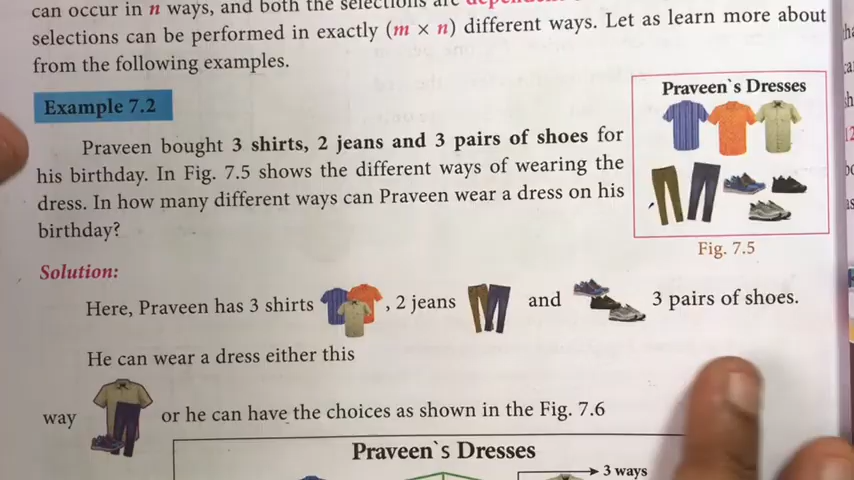 can occur in n ways, and both the selections are
selections can be performed in exactly (m × n) different ways. Let as learn more about
from the following examples.
Example 7.2
Praveen bought 3 shirts, 2 jeans and 3 pairs of shoes for
his birthday. In Fig. 7.5 shows the different ways of wearing the
dress. In how many different ways can Praveen wear a dress on his
birthday?
Praveen`s Dresses
Fig. 7.5
Solution:
Here, Praveen has 3 shirts , 2 jeans and 3 pairs of shoes.
He can wear a dress either this
way or he can have the choices as shown in the Fig. 7.6
Praveen`s Dresses
3 ways